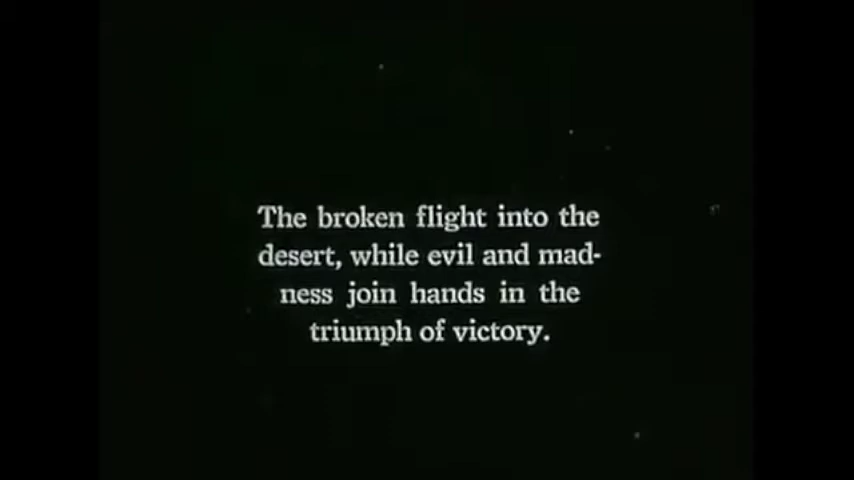 The broken flight into the
desert, while evil and mad-
ness join hands in the
triumph of victory.